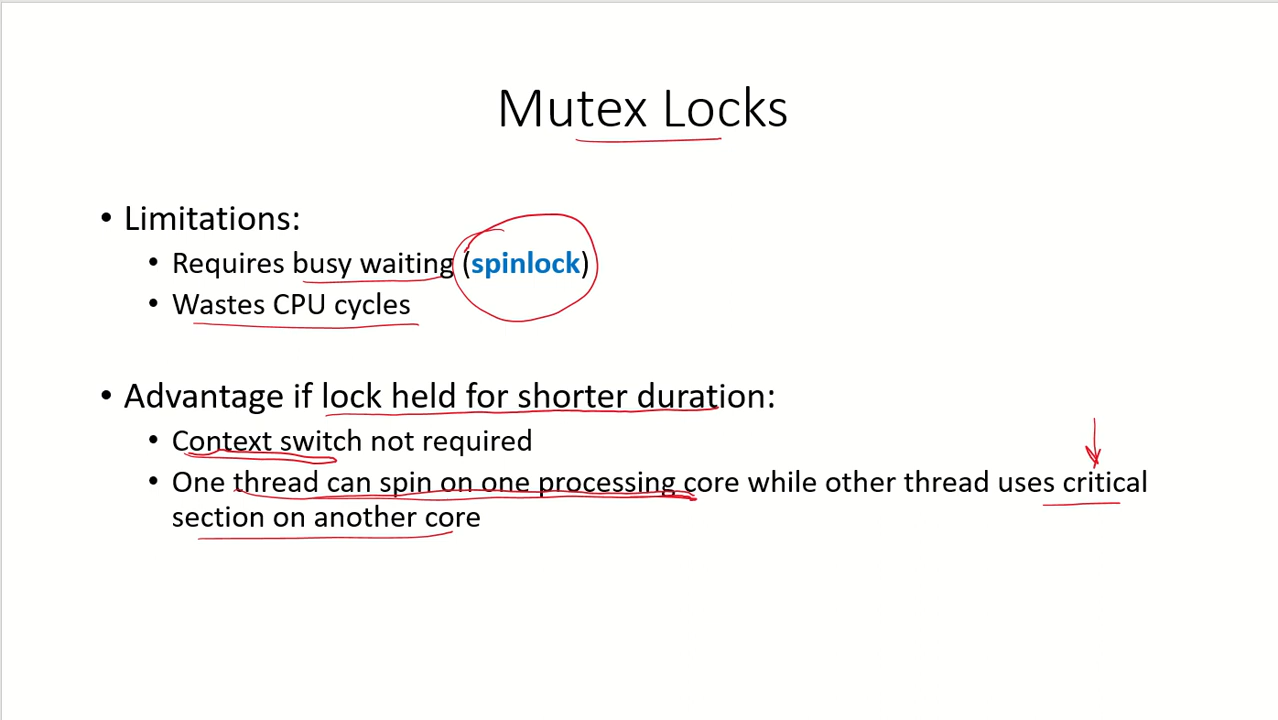 Mutex Locks
• Limitations:
• Requires busy waiting (spinlock)
• Wastes CPU cycles
• Advantage if lock held for shorter duration:
• Context switch not required
• One thread can spin on one processing core while other thread uses critical
section on another core